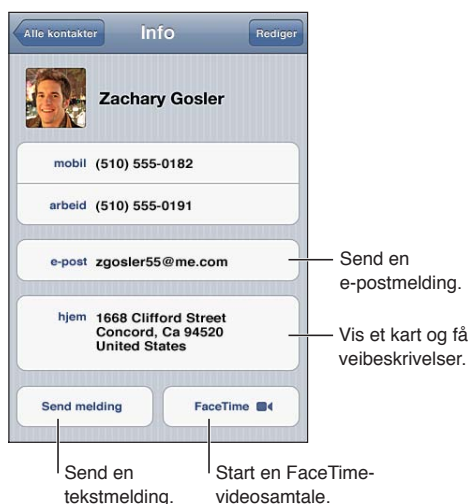 Alle kontakter
Info
Rediger
Zachary Gosler
mobil (510) 555-0182
arbeid (510) 555-0191
e-post zgosler55@me.com
Send en
e-postmelding.
hjem 1668 Clifford Street
Concord, Ca 94520
United States
Vis et kart og få
veibeskrivelser.
Send melding
FaceTime
Send en
tekstmelding.
Start en FaceTime-
videosamtale.